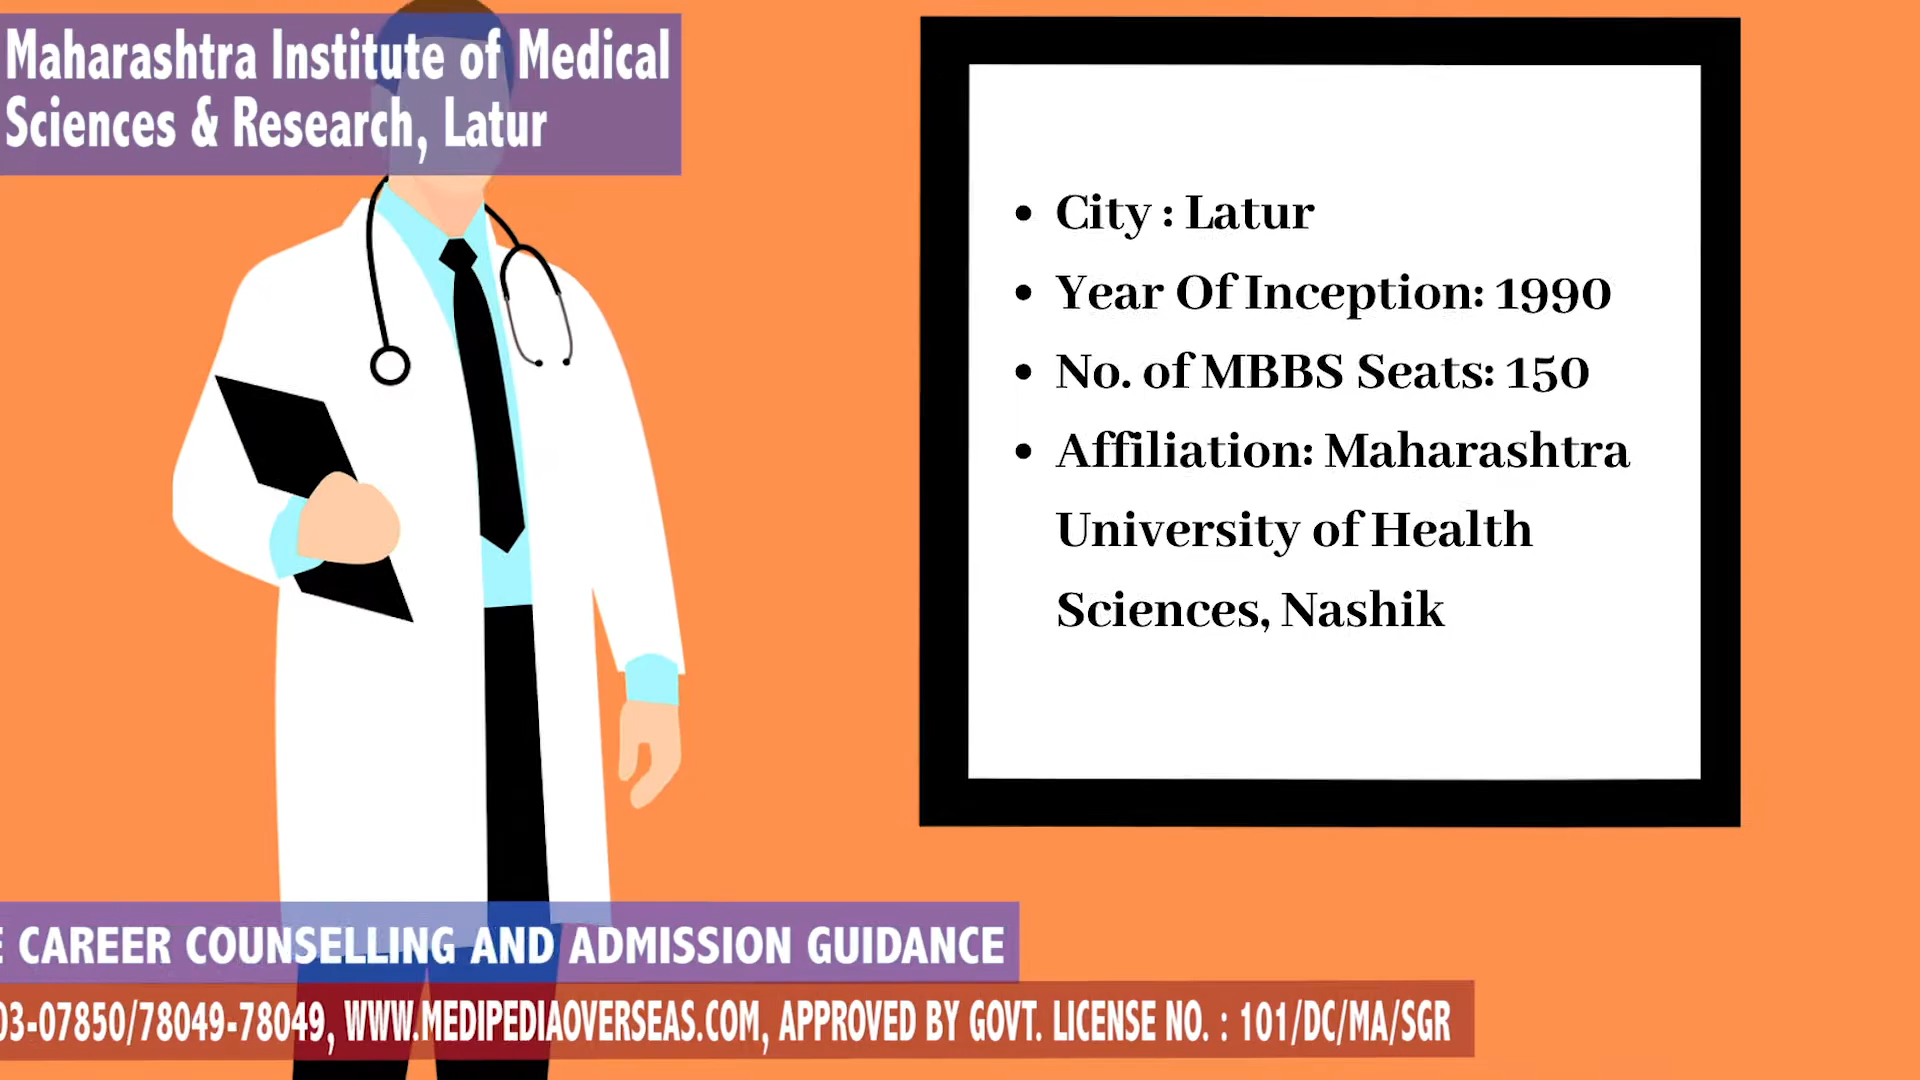 Maharashtra Institute of Medical
Sciences & Research, Latur
• City : Latur
• Year Of Inception: 1990
• No. of MBBS Seats: 150
• Affiliation: Maharashtra
University of Health
Sciences, Nashik
CAREER COUNSELLING AND ADMISSION GUIDANCE
03-07850/78049-78049, WWW.MEDIPEDIAOVERSEAS.COM, APPROVED BY GOVT. LICENSE NO. : 101/DC/MA/SGR